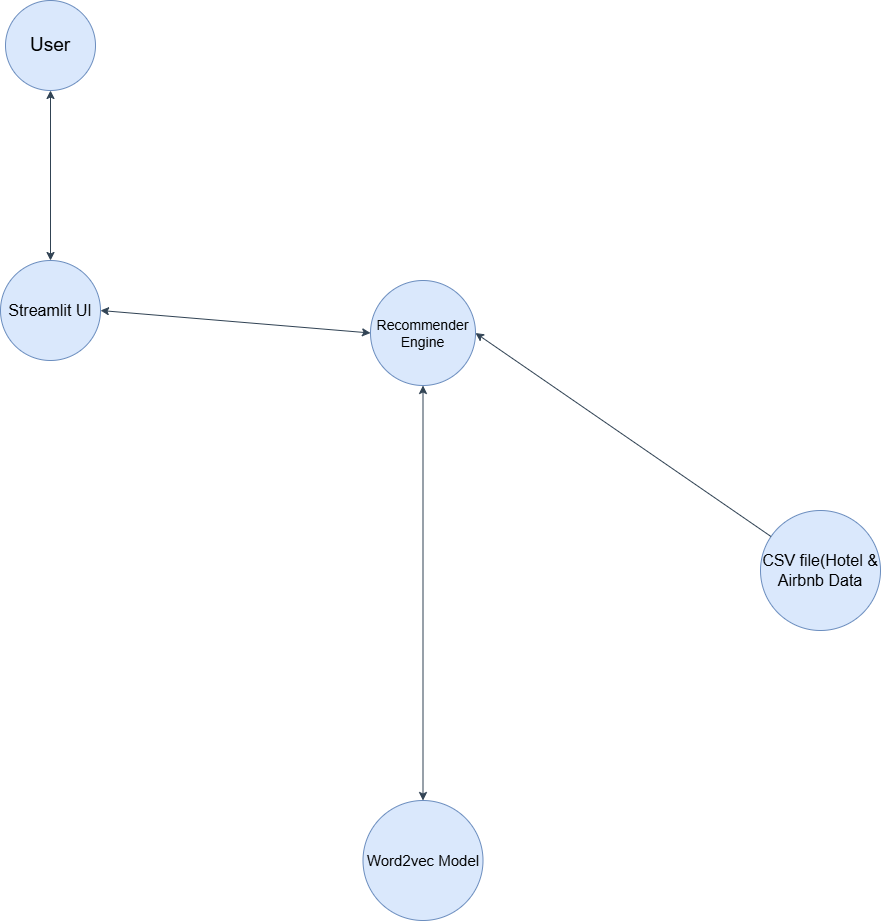 User
Streamlit UI
Recommender
Engine
CSV file(Hotel &
Airbnb Data
Word2vec Model